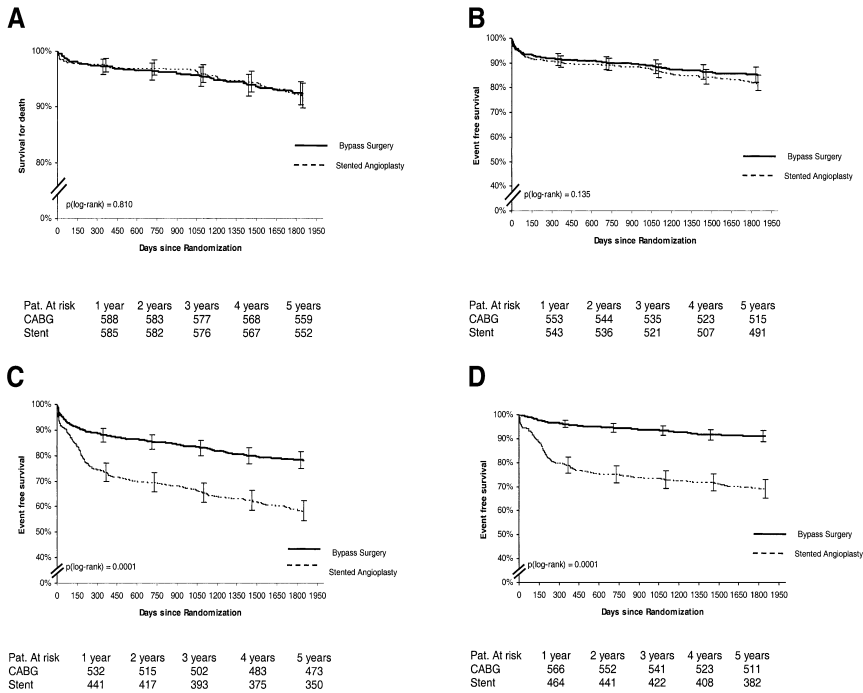 A
100%
90%
80%
0%
Survival for death
Bypass Surgery
Stented Angioplasty
p(log-rank) = 0.810
0 150 300 450 600 750 900 1050 1200 1350 1500 1650 1800 1950
Days since Randomization
Pat. At risk 1 year 2 years 3 years 4 years 5 years
CABG 588 583 577 568 559
Stent 585 582 576 567 552
B
100%
90%
80%
70%
60%
50%
40%
0%
Event free survival
Bypass Surgery
Stented Angioplasty
p(log-rank) = 0.135
0 150 300 450 600 750 900 1050 1200 1350 1500 1650 1800 1950
Days since Randomization
Pat. At risk 1 year 2 years 3 years 4 years 5 years
CABG 553 544 535 523 515
Stent 543 536 521 507 491
C
100%
90%
80%
70%
60%
50%
40%
0%
Event free survival
Bypass Surgery
Stented Angioplasty
p(log-rank) = 0.0001
0 150 300 450 600 750 900 1050 1200 1350 1500 1650 1800 1950
Days since Randomization
Pat. At risk 1 year 2 years 3 years 4 years 5 years
CABG 532 515 502 483 473
Stent 441 417 393 375 350
D
100%
90%
80%
70%
60%
50%
40%
0%
Event free survival
Bypass Surgery
Stented Angioplasty
p(log-rank) = 0.0001
0 150 300 450 600 750 900 1050 1200 1350 1500 1650 1800 1950
Days since Randomization
Pat. At risk 1 year 2 years 3 years 4 years 5 years
CABG 566 552 541 523 511
Stent 464 441 422 408 382